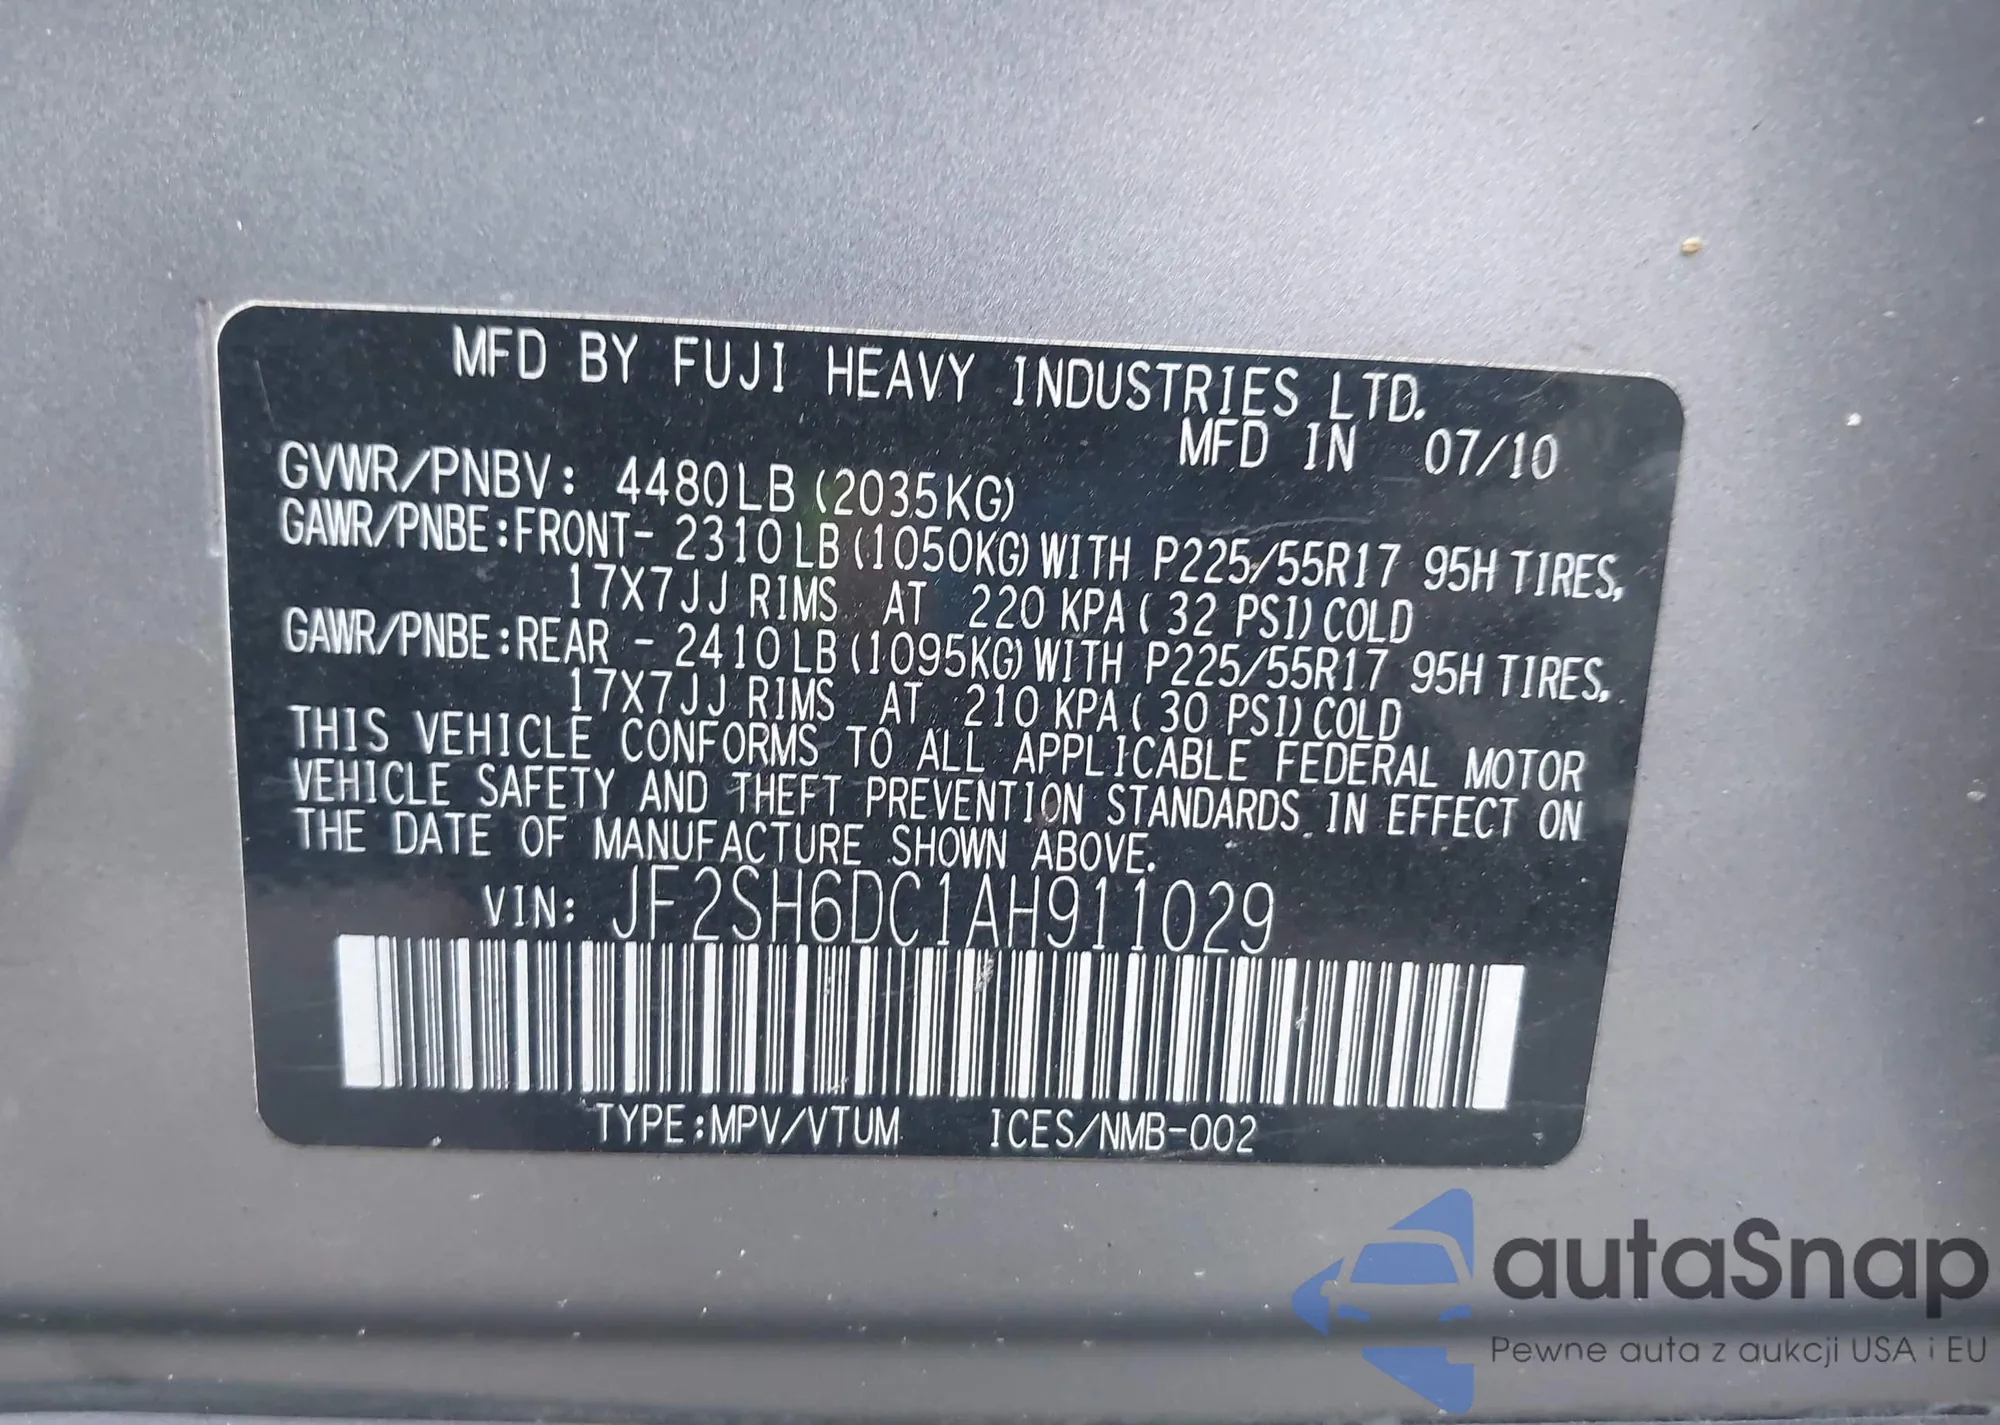 MFD BY FUJI HEAVY INDUSTRIES LTD.
MFD IN 07/10
GVWR/PNBV: 4480LB (2035KG)
GAWR/PNBE:FRONT- 2310LB(1050KG)WITH P225/55R17 95H TIRES,
17X7JJ RIMS AT 220 KPA( 32 PSI)COLD
GAWR/PNBE:REAR - 2410LB(1095KG)WITH P225/55R17 95H TIRES,
17X7JJ RIMS AT 210 KPA( 30 PSI)COLD
THIS VEHICLE CONFORMS TO ALL APPLICABLE FEDERAL MOTOR
VEHICLE SAFETY AND THEFT PREVENTION STANDARDS IN EFFECT ON
THE DATE OF MANUFACTURE SHOWN ABOVE.
VIN: JF2SH6DC1AH911029
TYPE:MPV/VTUM ICES/NMB-002
autaSnap
Pewne auta z aukcji USA i EU